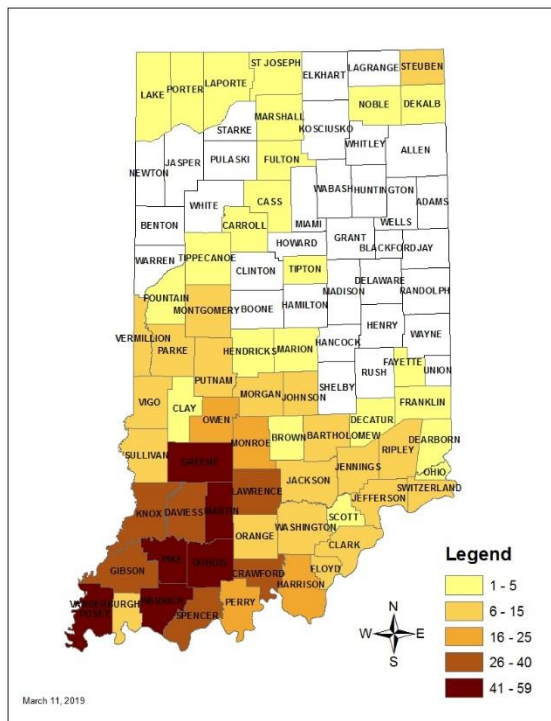 ST JOSEPH
LAGRANGE
STEUBEN
LAPORTE
ELKHART
LAKE
PORTER
NOBLE
DEKALB
MARSHALL
STARKE
KOSCIUSKO
WHITLEY
ALLEN
JASPER
PULASKI
FULTON
NEWTON
WABASH
HUNTINGTON
ADAMS
WHITE
CASS
MIAMI
WELLS
BENTON
CARROLL
GRANT
HOWARD
BLACKFORD
JAY
WARREN
TIPPECANOE
CLINTON
TIPTON
DELAWARE
RANDOLPH
MADISON
FOUNTAIN
MONTGOMERY
BOONE
HAMILTON
HENRY
WAYNE
VERMILLION
HANCOCK
PARKE
HENDRICKS
MARION
FAYETTE
UNION
RUSH
PUTNAM
SHELBY
VIGO
MORGAN
JOHNSON
CLAY
OWEN
DECATUR
FRANKLIN
MONROE
BROWN
BARTHOLOMEW
DEARBORN
SULLIVAN
RIPLEY
GREENE
JENNINGS
OHIO
JACKSON
SWITZERLAND
LAWRENCE
JEFFERSON
KNOX
DAVIESS
MARTIN
SCOTT
ORANGE
WASHINGTON
CLARK
GIBSON
PIKE
DUBOIS
CRAWFORD
FLOYD
HARRISON
VANDERBURGH
POSEY
WARRICK
PERRY
SPENCER
Legend
1 - 5
6 - 15
16 - 25
26 - 40
41 - 59
N
W
E
S
March 11, 2019